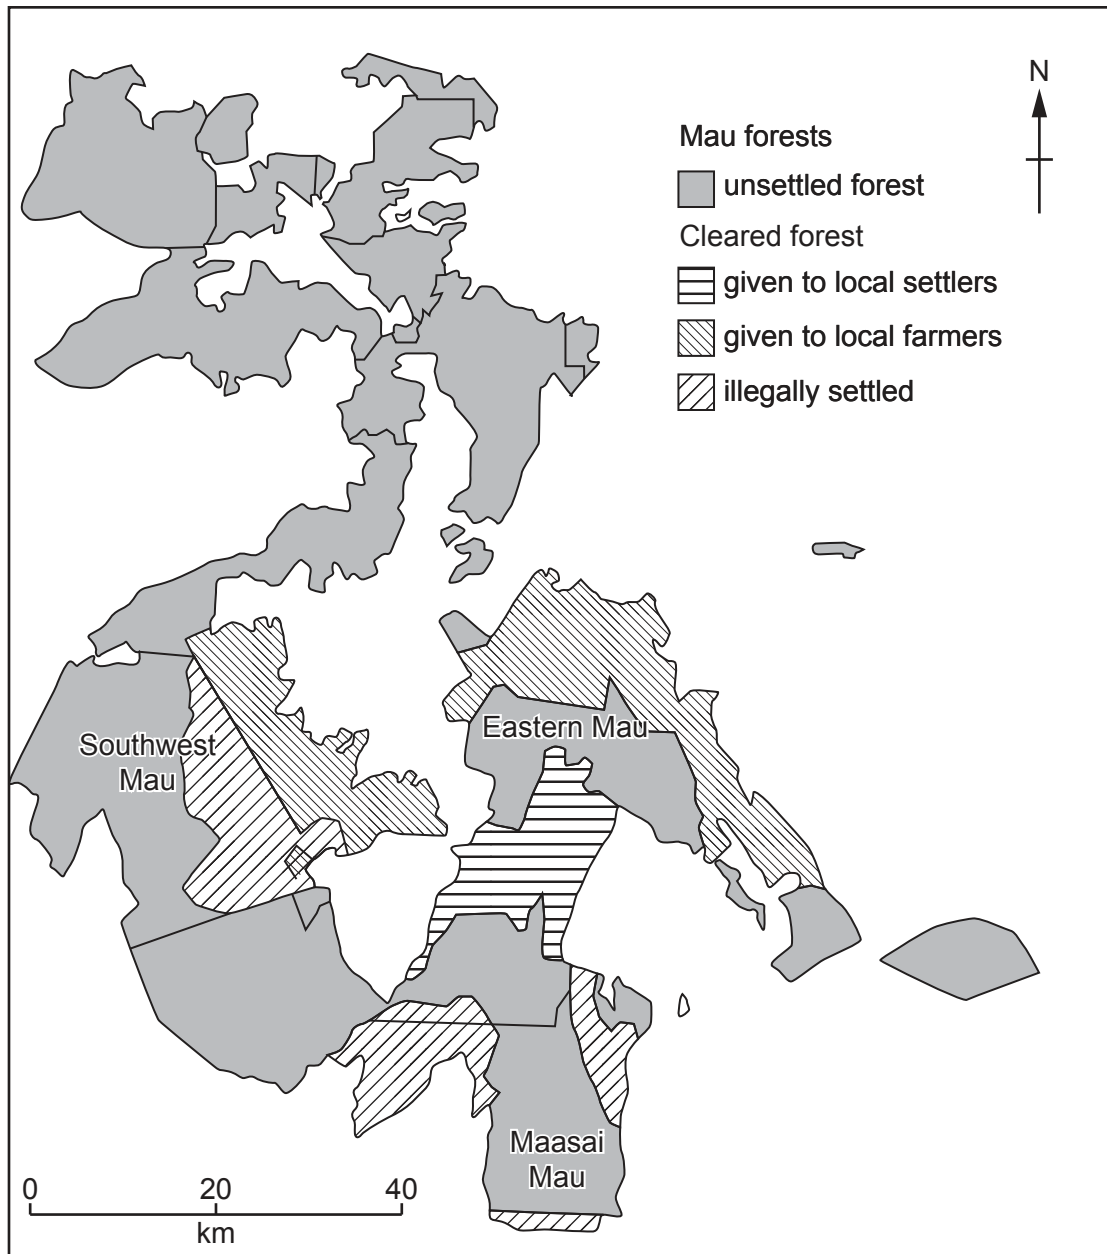 N
Mau forests
unsettled forest
Cleared forest
given to local settlers
given to local farmers
illegally settled
Eastern Mau
Southwest
Mau
Maasai
Mau
0 20 40
km